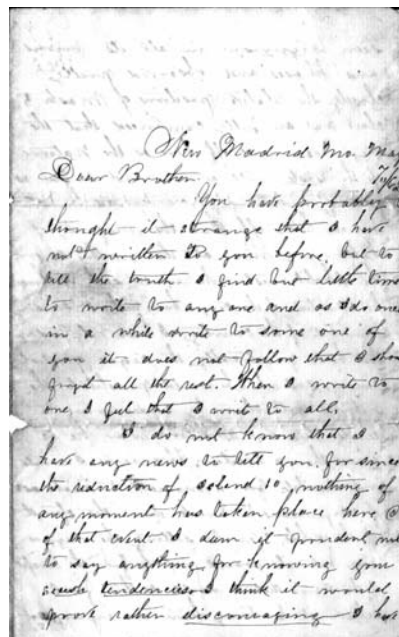 New Madrid Mo. May
Dear Brother
You have probably
thought it strange that I have
not written to you before, but to
tell the truth I find but little time
to write to any one and as I do once
in a while write to some one of
you it does not follow that I shou
forget all the rest. When I write to
one I feel that I write to all.
I do not know that I
have any news to tell you, for since
the reduction of Island 10, nothing of
any moment has taken place here
of that event I deem it prudent not
to say anything for knowing your
secesh tendencies I think it would
prove rather discouraging I have